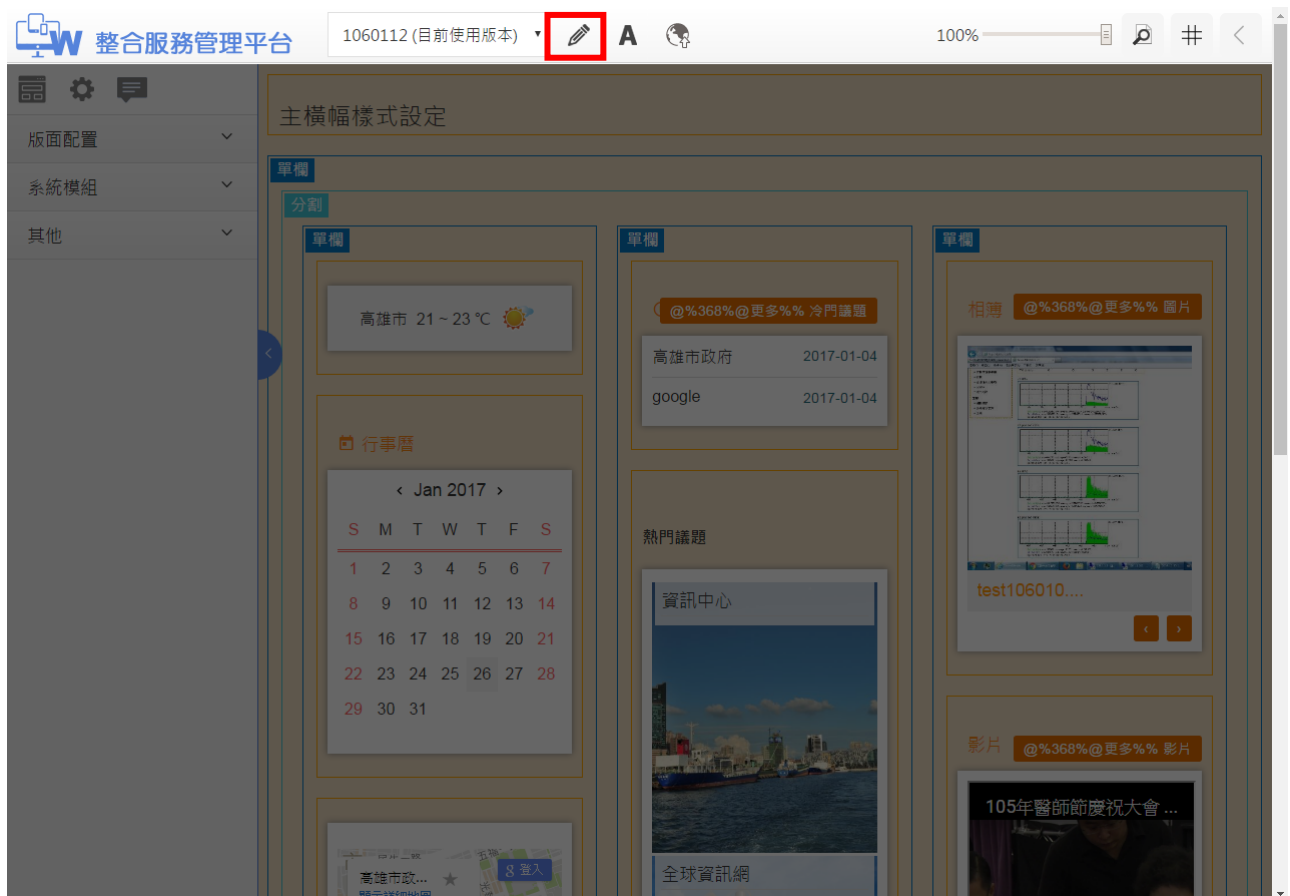 W 整合服務管理平台
1060112 (目前使用版本)
A
100%
版面配置
系統模組
其他
主橫幅樣式設定
單欄
分割
單欄
高雄市 21 ~ 23 ℃
行事曆
‹ Jan 2017 ›
S M T W T F S
1 2 3 4 5 6 7
8 9 10 11 12 13 14
15 16 17 18 19 20 21
22 23 24 25 26 27 28
29 30 31
高雄市政...
登入
單欄
@%368%@更多%% 冷門議題
高雄市政府 2017-01-04
google 2017-01-04
熱門議題
資訊中心
全球資訊網
單欄
相簿 @%368%@更多%% 圖片
test106010....
影片 @%368%@更多%% 影片
105年醫師節慶祝大會 ...